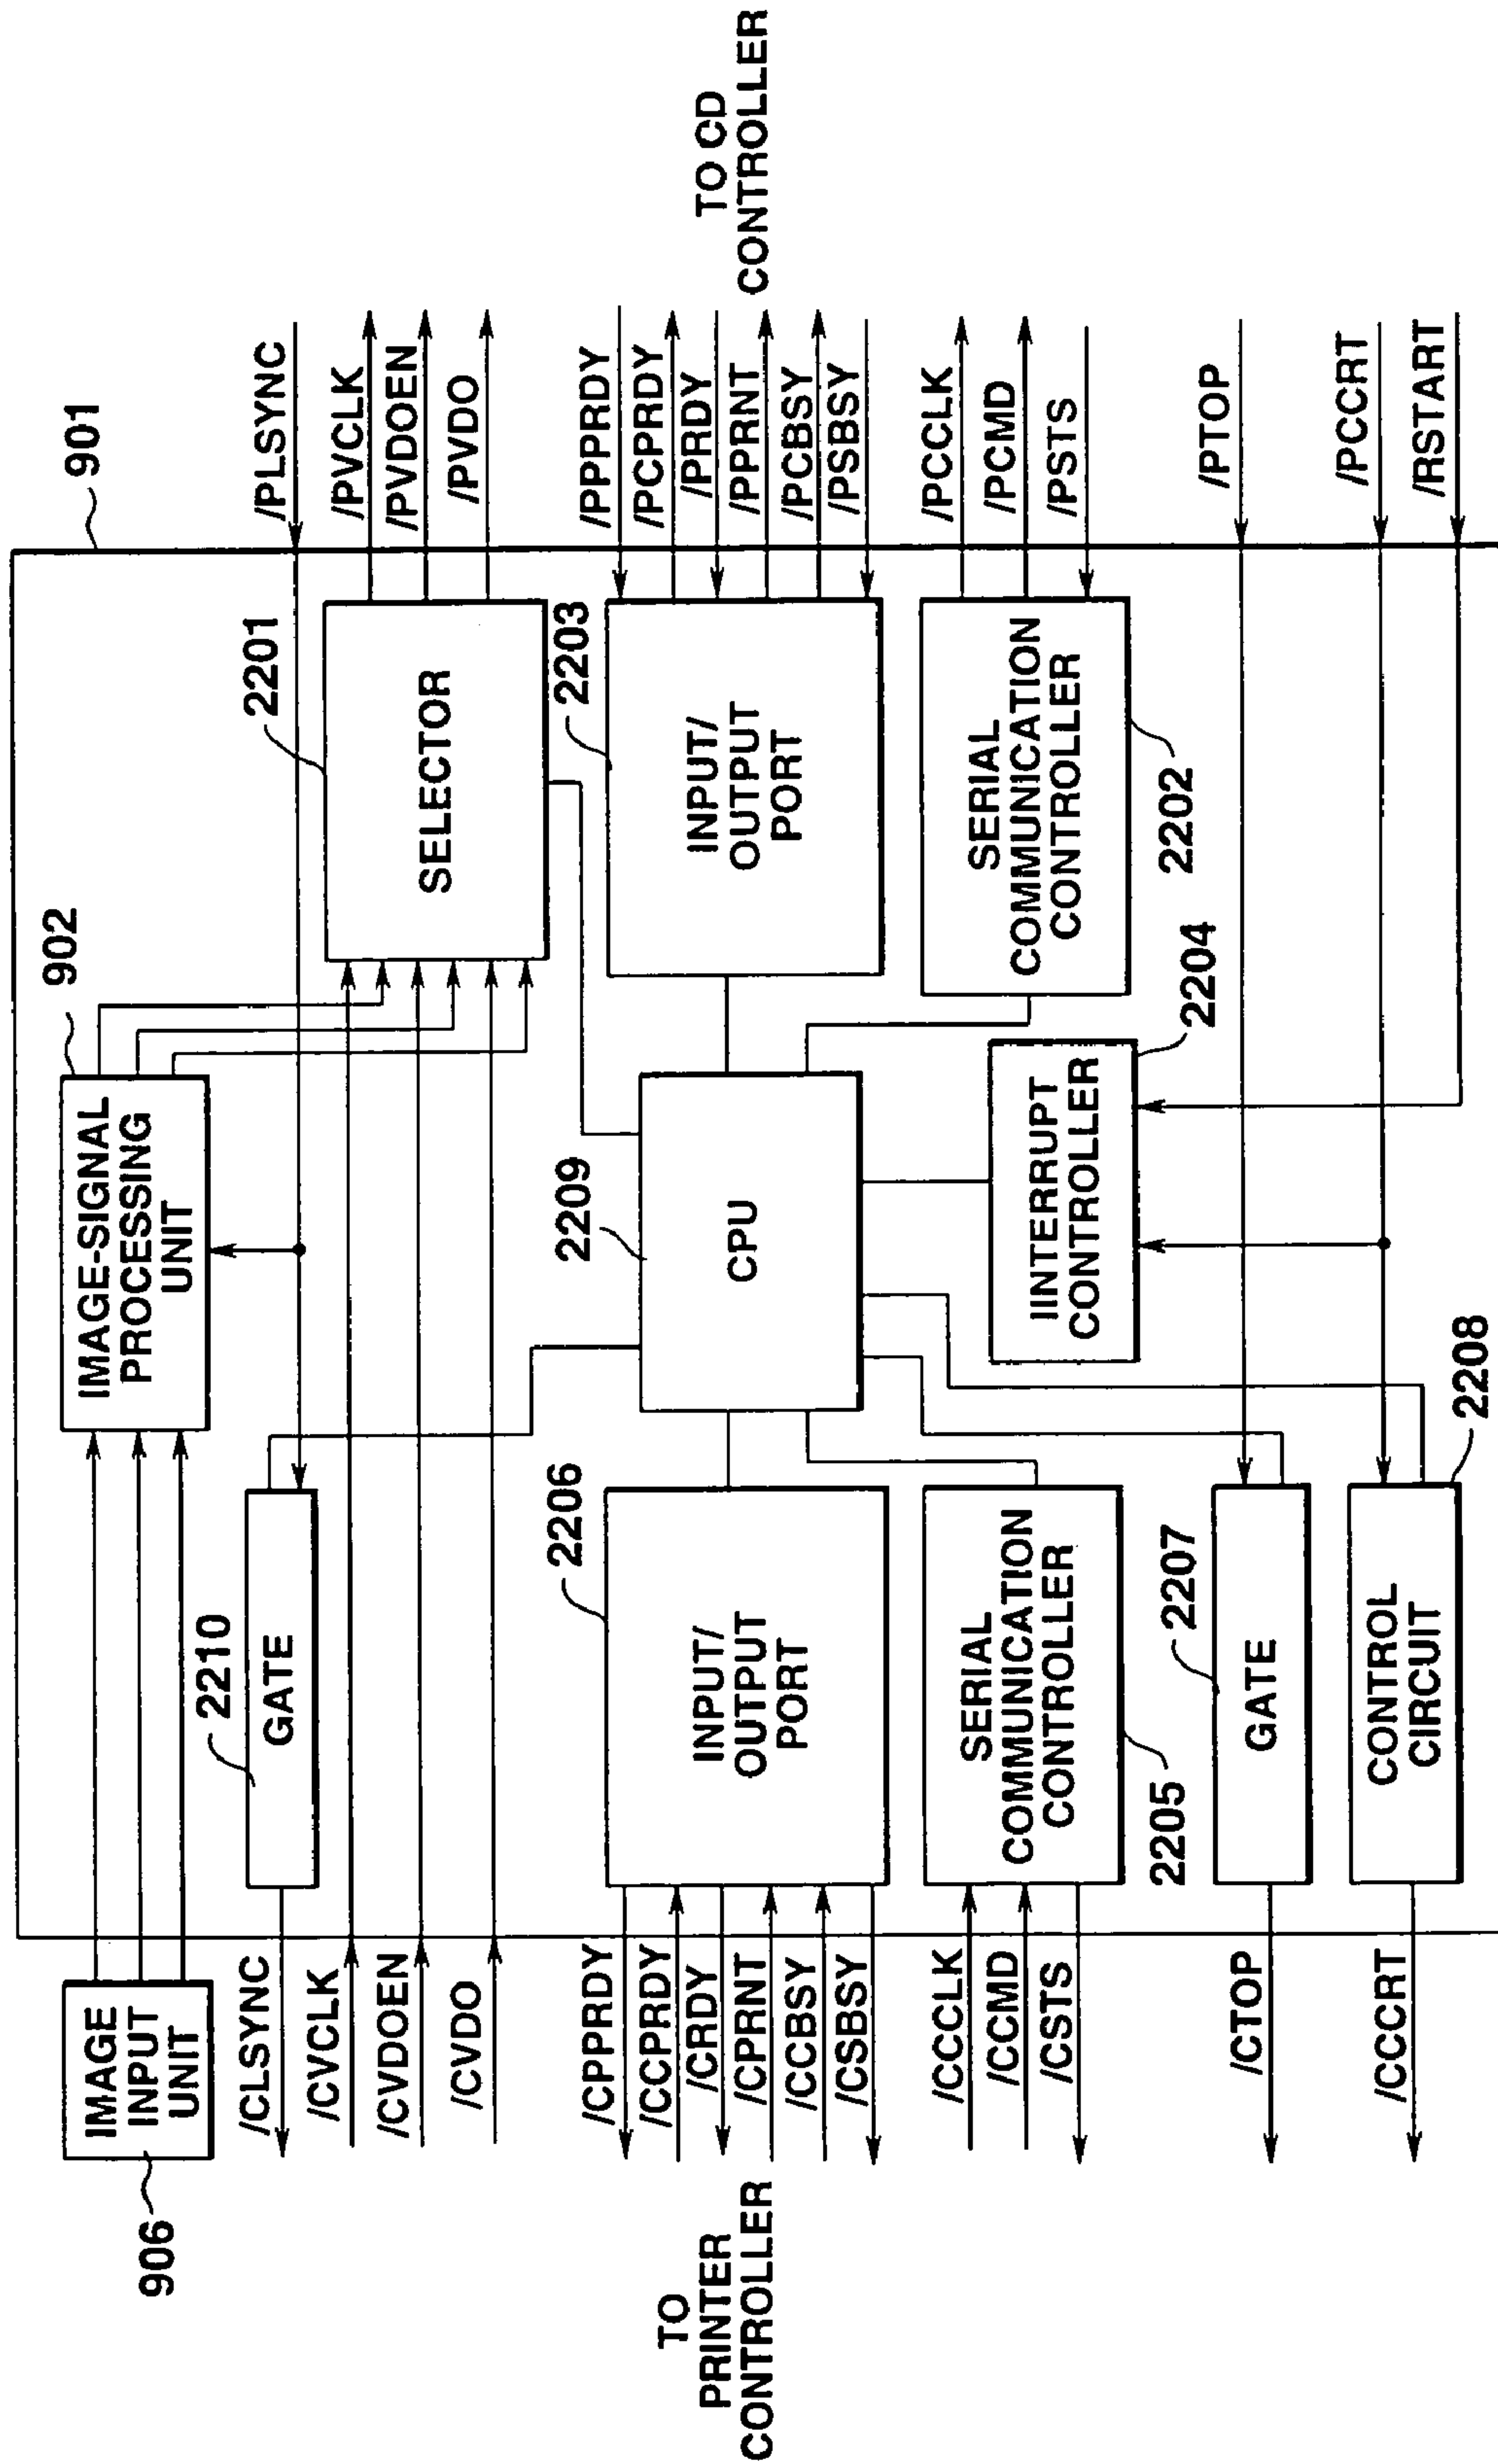 906
IMAGE
INPUT
UNIT
/CLSYNC
/CVCLK
/CVDOEN
/CVDO
TO
PRINTER
CONTROLLER
/CPPRDY
/CCPRDY
/CRDY
/CPRNT
/CCBSY
/CSBSY
/CCCLK
/CCMD
/CSTS
/CTOP
/CCCRT
2210
GATE
2206
INPUT/
OUTPUT
PORT
SERIAL
COMMUNICATION
CONTROLLER
2205
2207
GATE
CONTROL
CIRCUIT
2208
902
IMAGE-SIGNAL
PROCESSING
UNIT
2209
CPU
IINTERRUPT
CONTROLLER
2204
2201
SELECTOR
2203
INPUT/
OUTPUT
PORT
SERIAL
COMMUNICATION
CONTROLLER
2202
901
/PLSYNC
/PVCLK
/PVDOEN
/PVDO
/PPPRDY
/PCPRDY
/PRDY
/PPRNT
/PCBSY
/PSBSY
/PCCLK
/PCMD
/PSTS
/PTOP
/PCCRT
/RSTART
TO CD
CONTROLLER